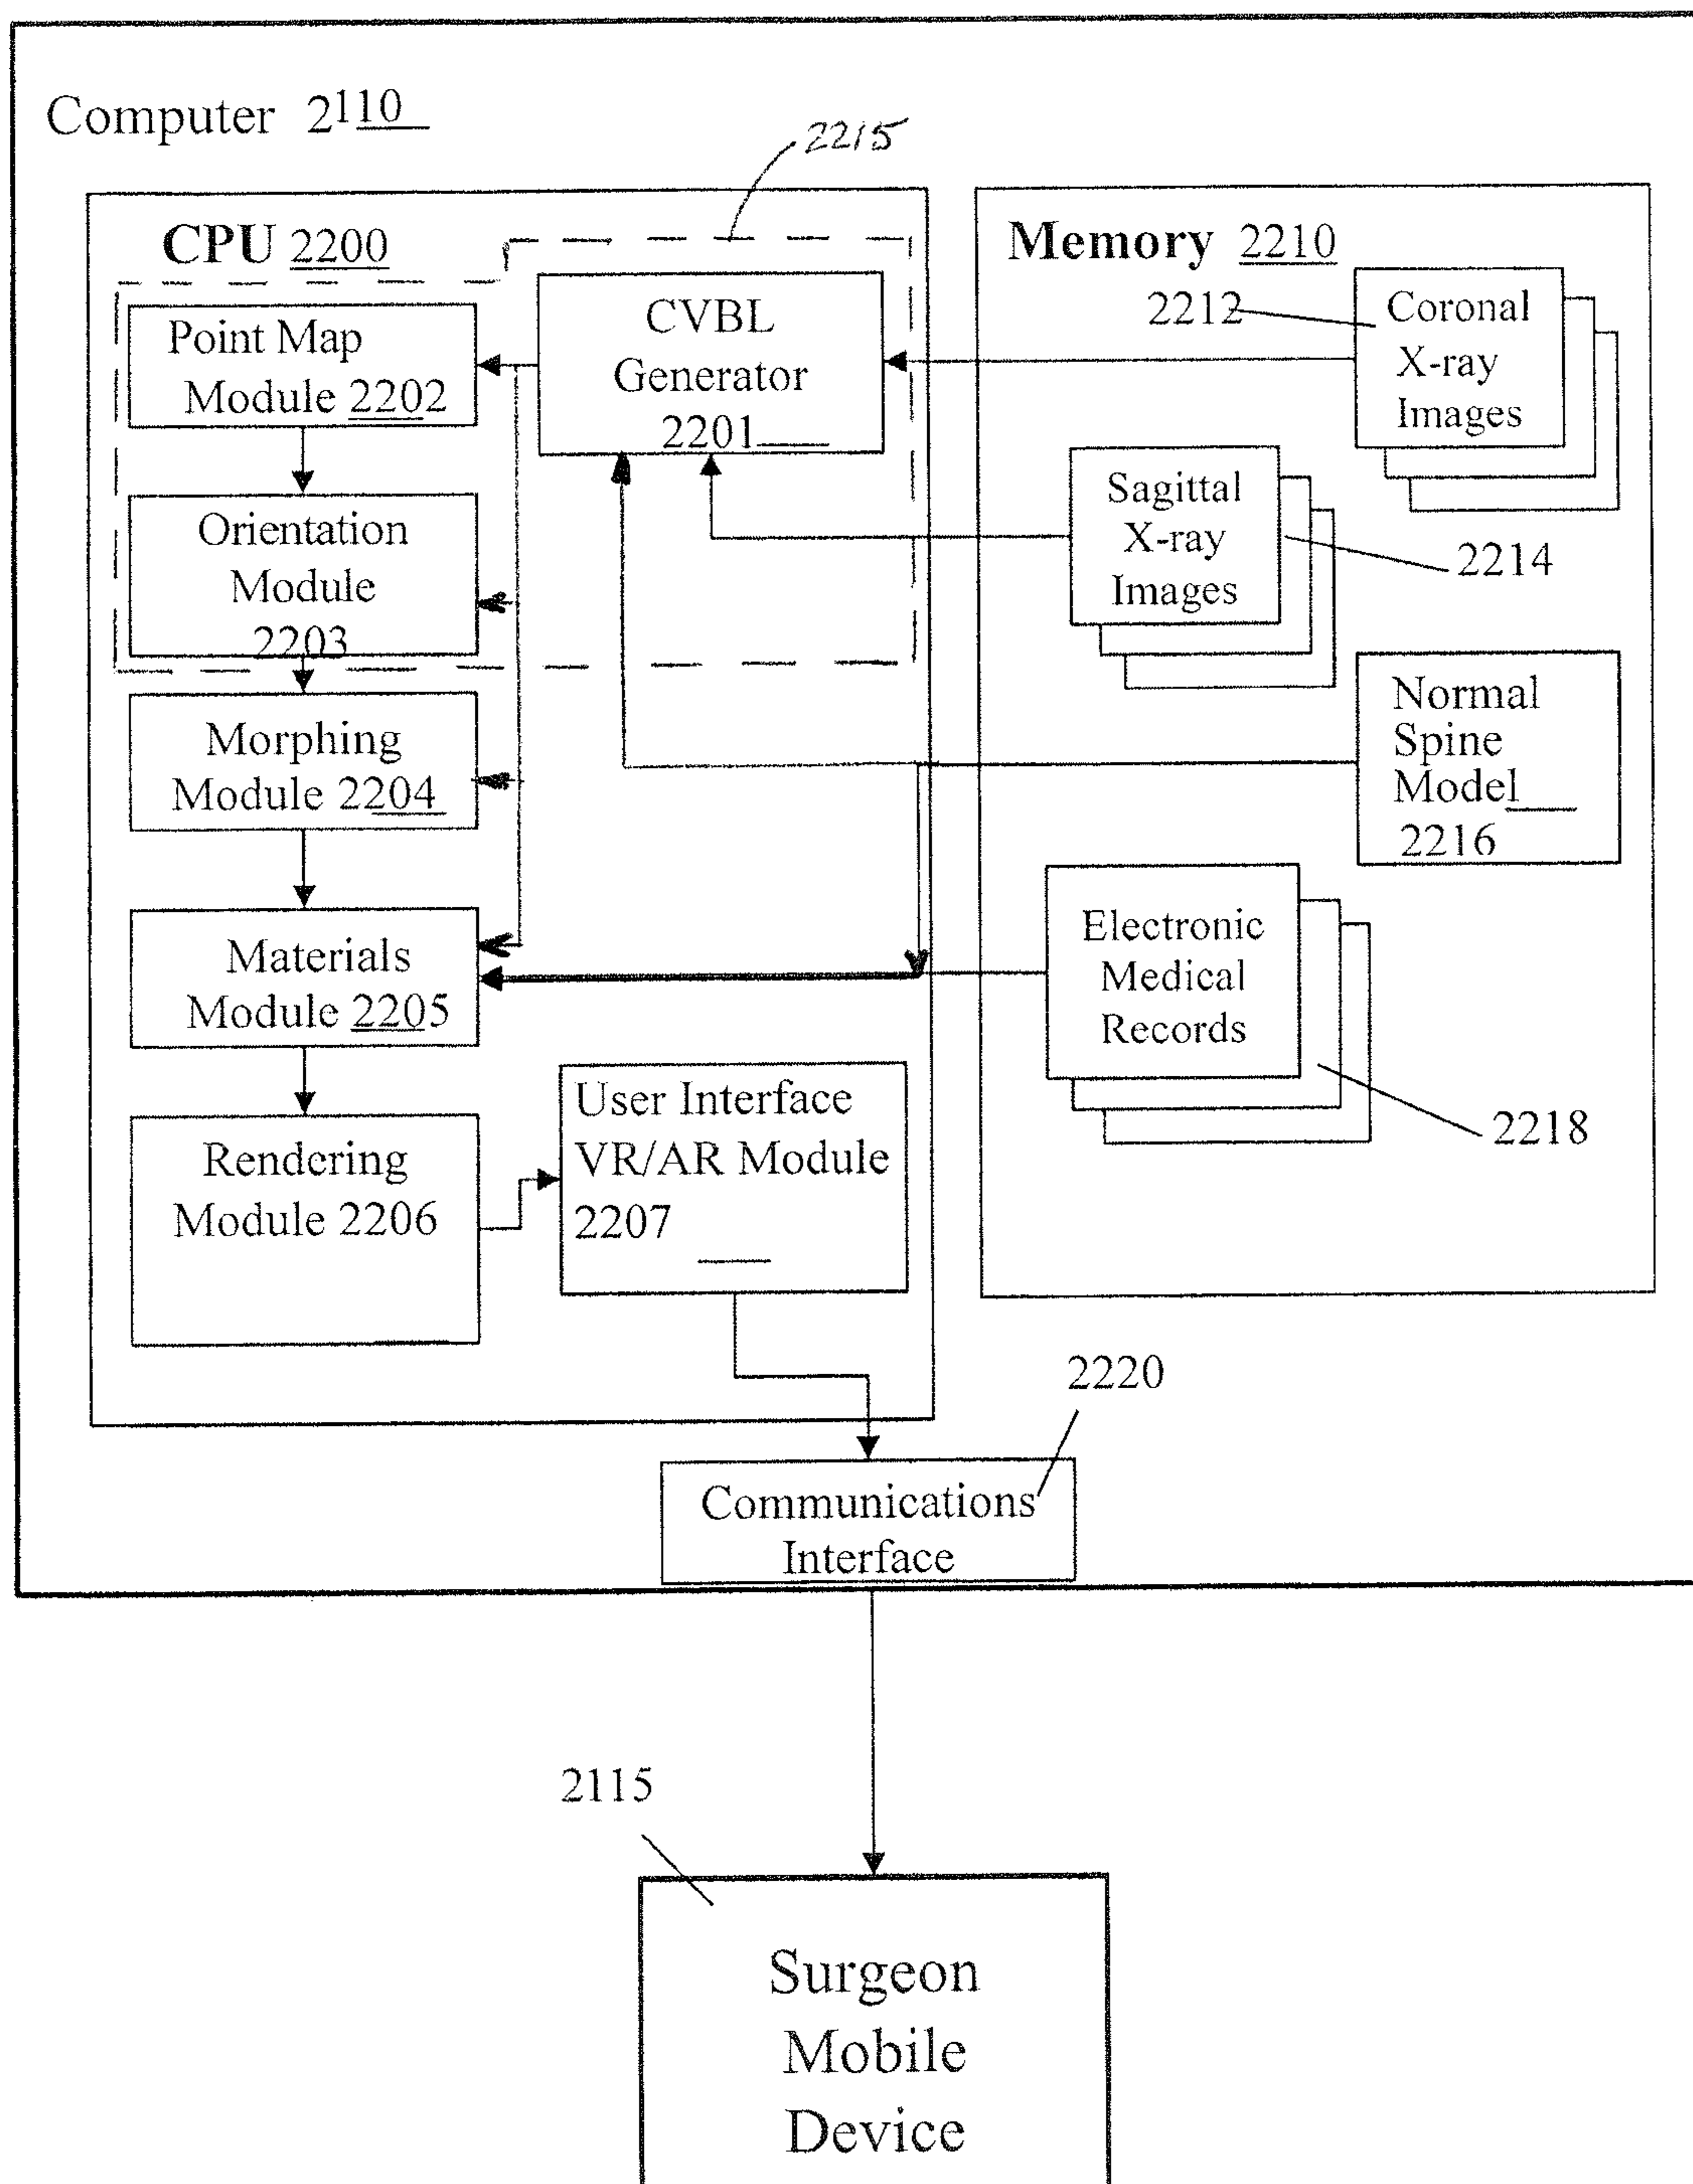 Computer 2110
2215
CPU 2200
Memory 2210
Point Map
Module 2202
CVBL
Generator
2201
2212
Coronal
X-ray
Images
Orientation
Module
2203
Sagittal
X-ray
Images
2214
Morphing
Module 2204
Normal
Spine
Model
2216
Materials
Module 2205
Electronic
Medical
Records
2218
Rendering
Module 2206
User Interface
VR/AR Module
2207
2220
Communications
Interface
2115
Surgeon
Mobile
Device